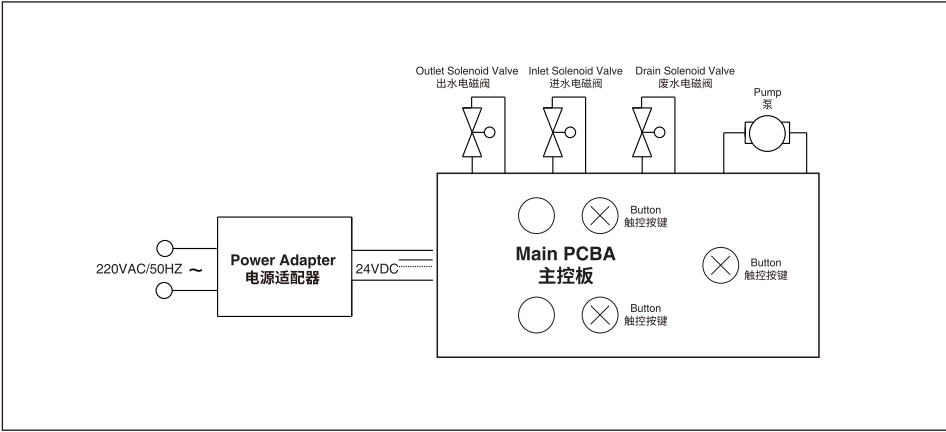 Outlet Solenoid Valve
出水电磁阀
Inlet Solenoid Valve
进水电磁阀
Drain Solenoid Valve
废水电磁阀
Pump
泵
Button
触控按键
220VAC/50HZ ~
Power Adapter
电源适配器
24VDC
Main PCBA
主控板
Button
触控按键
Button
触控按键